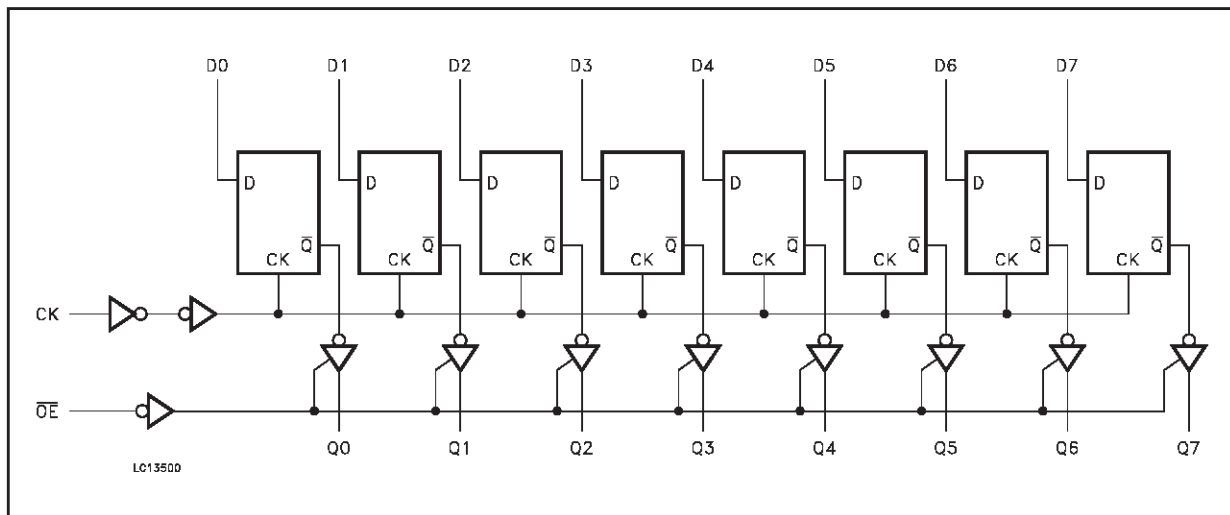 D0 D1 D2 D3 D4 D5 D6 D7
D D D D D D D D
Q̅ Q̅ Q̅ Q̅ Q̅ Q̅ Q̅ Q̅
CK CK CK CK CK CK CK CK
CK
O̅E̅
Q0 Q1 Q2 Q3 Q4 Q5 Q6 Q7
LC13500